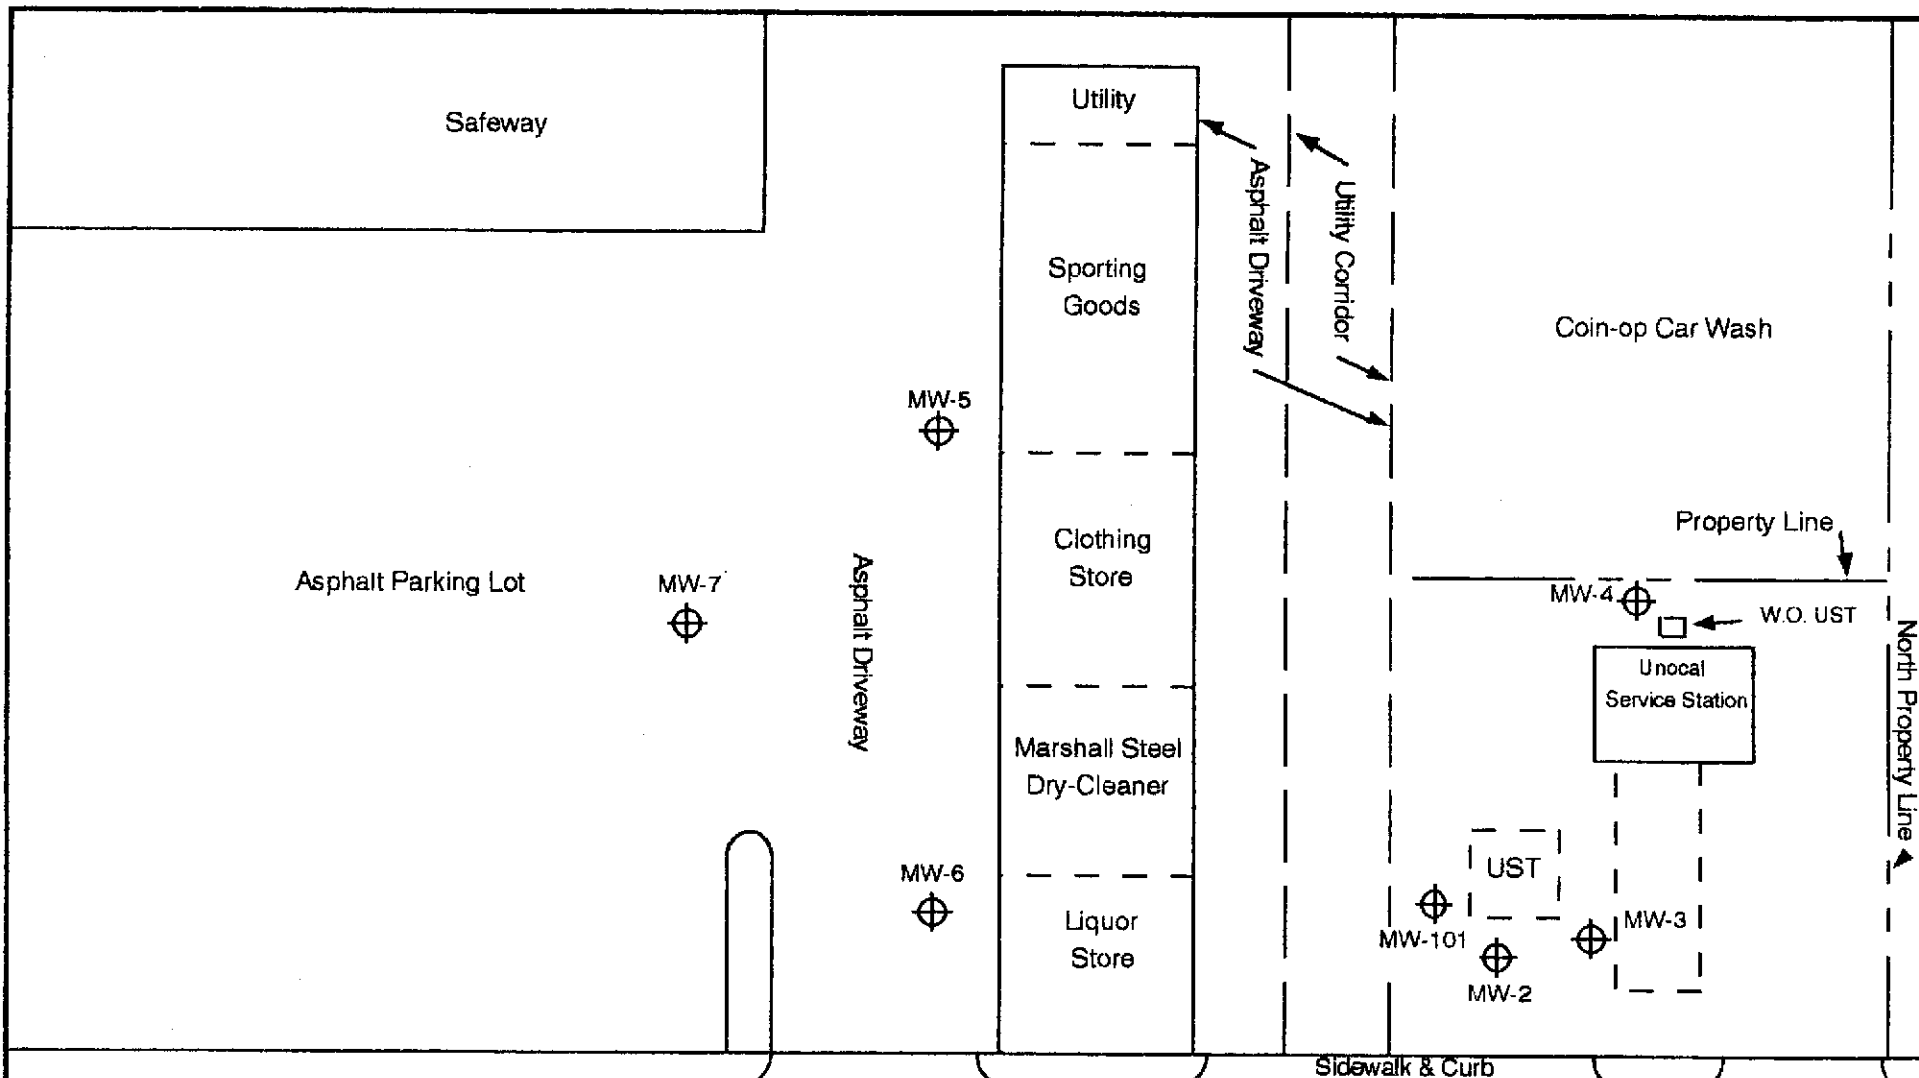 Safeway
Utility
Sporting
Goods
Asphalt Driveway
Utility Corridor
Coin-op Car Wash
MW-5
Property Line
Clothing
Store
Asphalt Parking Lot
MW-7
Asphalt Driveway
MW-4
W.O. UST
Unocal
Service Station
North Property Line
Marshall Steel
Dry-Cleaner
MW-6
UST
Liquor
Store
MW-101
MW-3
MW-2
Sidewalk & Curb